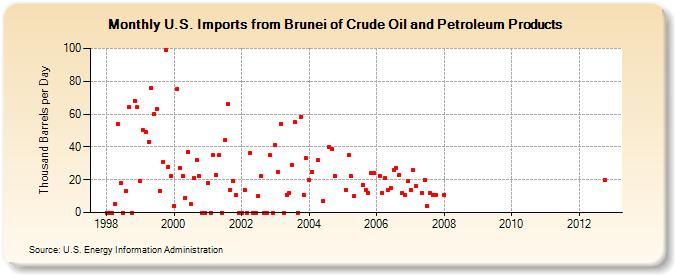 Monthly U.S. Imports from Brunei of Crude Oil and Petroleum Products
Thousand Barrels per Day
100
80
60
40
20
0
1998 2000 2002 2004 2006 2008 2010 2012
Source: U.S. Energy Information Administration